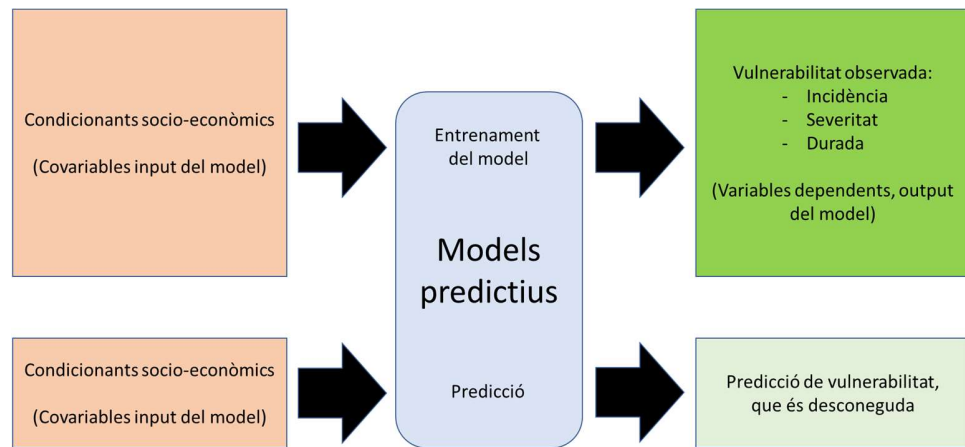 Condicionants socio-econòmics
(Covariables input del model)
Entrenament
del model
Vulnerabilitat observada:
- Incidència
- Severitat
- Durada
(Variables dependents, output
del model)
Models
predictius
Condicionants socio-econòmics
(Covariables input del model)
Predicció
Predicció de vulnerabilitat,
que és desconeguda